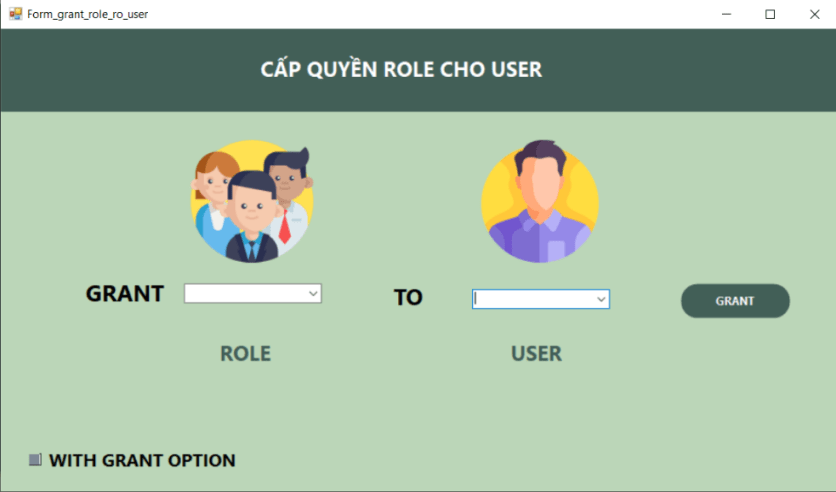 Form_grant_role_ro_user
CẤP QUYỀN ROLE CHO USER
GRANT
TO
GRANT
ROLE
USER
WITH GRANT OPTION